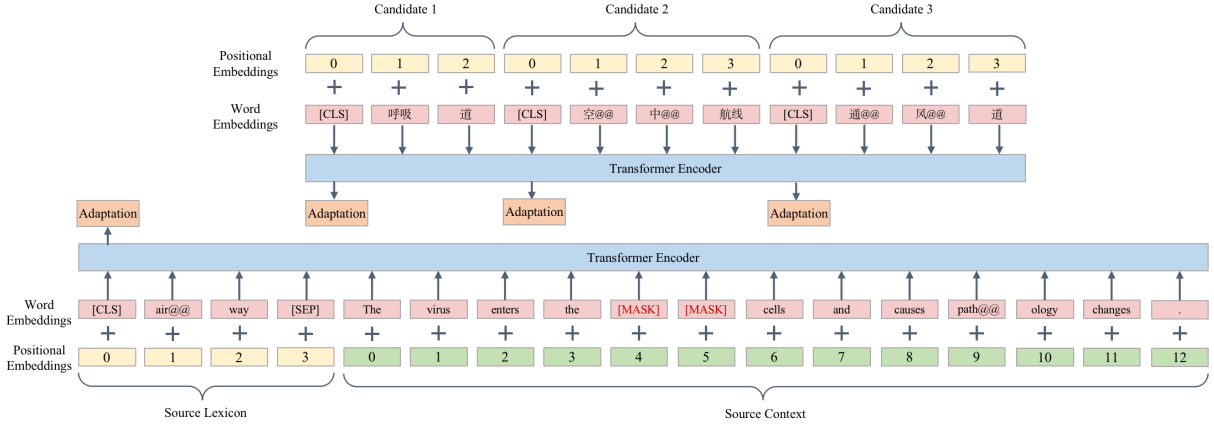 Candidate 1 Candidate 2 Candidate 3
Positional Embeddings 0 1 2 0 1 2 3 0 1 2 3
+ + + + + + + + + + +
Word Embeddings [CLS] 呼吸 道 [CLS] 空@@ 中@@ 航线 [CLS] 通@@ 风@@ 道
Transformer Encoder
Adaptation Adaptation Adaptation Adaptation
Transformer Encoder
Word Embeddings [CLS] air@@ way [SEP] The virus enters the [MASK] [MASK] cells and causes path@@ ology changes .
+ + + + + + + + + + + + + + + + +
Positional Embeddings 0 1 2 3 0 1 2 3 4 5 6 7 8 9 10 11 12
Source Lexicon Source Context